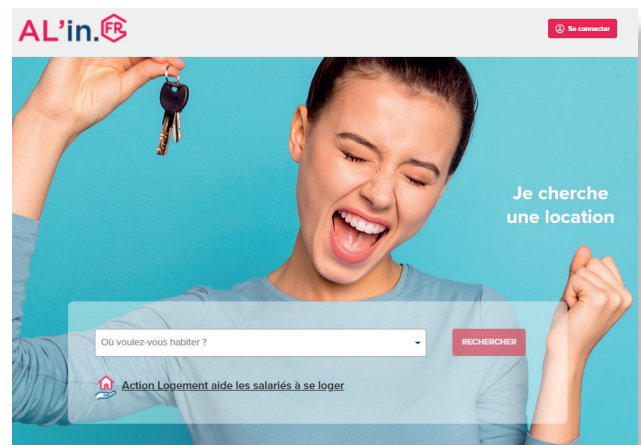 AL'in.FR
Se connecter
Je cherche
une location
Où voulez-vous habiter ?
RECHERCHER
Action Logement aide les salariés à se loger